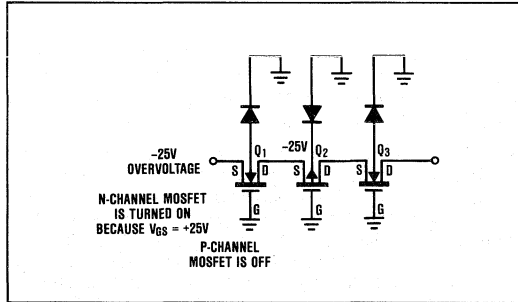 -25V
OVERVOLTAGE
Q1
-25V
Q2
Q3
S
D
S
D
S
D
G
G
G
N-CHANNEL MOSFET
IS TURNED ON
BECAUSE VGS = +25V
P-CHANNEL
MOSFET IS OFF